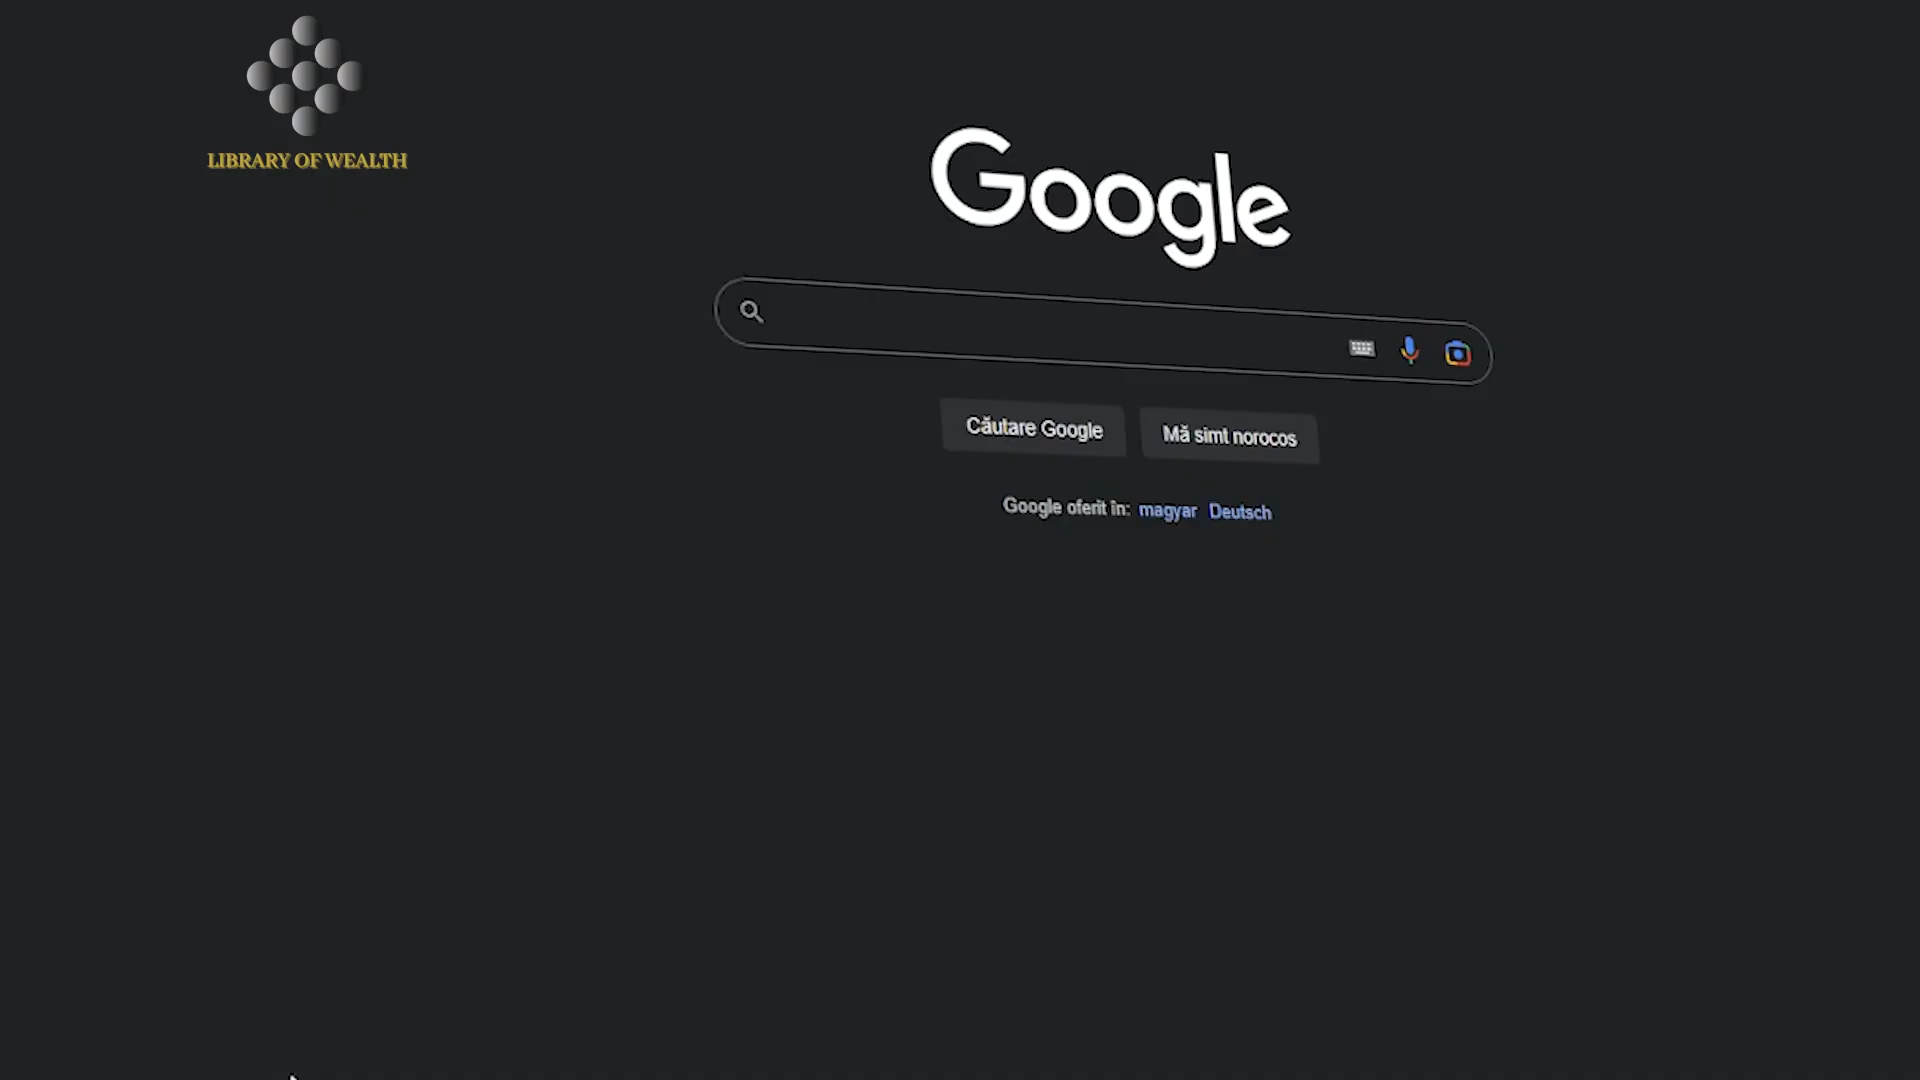 LIBRARY OF WEALTH
Google
Căutare Google
Mă simt norocos
Google oferit în: magyar Deutsch